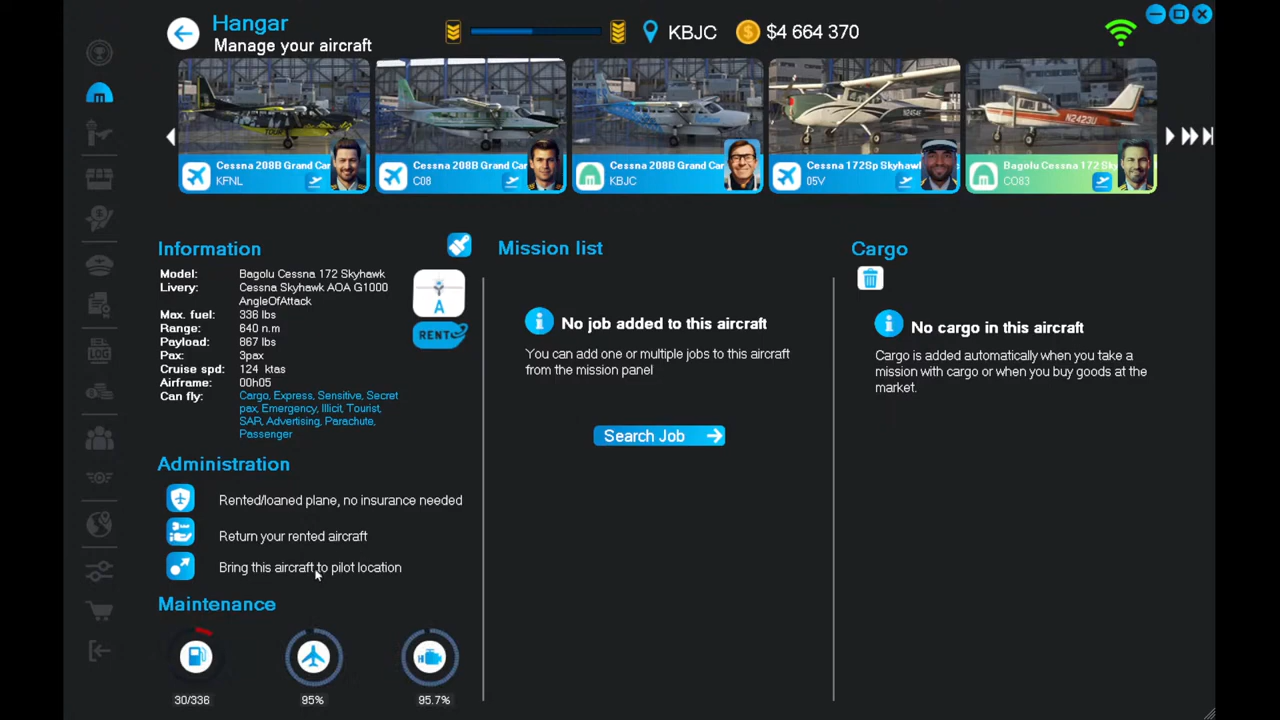 Hangar
Manage your aircraft
KBJC
$4 664 370
Cessna 208B Grand Car
KFNL
Cessna 208B Grand Car
C08
Cessna 208B Grand Car
KBJC
Cessna 172Sp Skyhawk
05V
Bagolu Cessna 172 Sky
CO83
N2423U
Information
Model: Bagolu Cessna 172 Skyhawk
Livery: Cessna Skyhawk AOA G1000
AngleOfAttack
Max. fuel: 336 lbs
Range: 640 n.m
Payload: 867 lbs
Pax: 3pax
Cruise spd: 124 ktas
Airframe: 00h05
Can fly: Cargo, Express, Sensitive, Secret
pax, Emergency, Illicit, Tourist,
SAR, Advertising, Parachute,
Passenger
A
RENT
Administration
Rented/loaned plane, no insurance needed
Return your rented aircraft
Bring this aircraft to pilot location
Maintenance
30/336
95%
95.7%
Mission list
No job added to this aircraft
You can add one or multiple jobs to this aircraft
from the mission panel
Search Job
Cargo
No cargo in this aircraft
Cargo is added automatically when you take a
mission with cargo or when you buy goods at the
market.
LOG